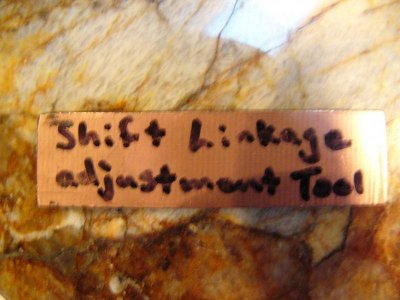 Shift Linkage
adjustment Tool